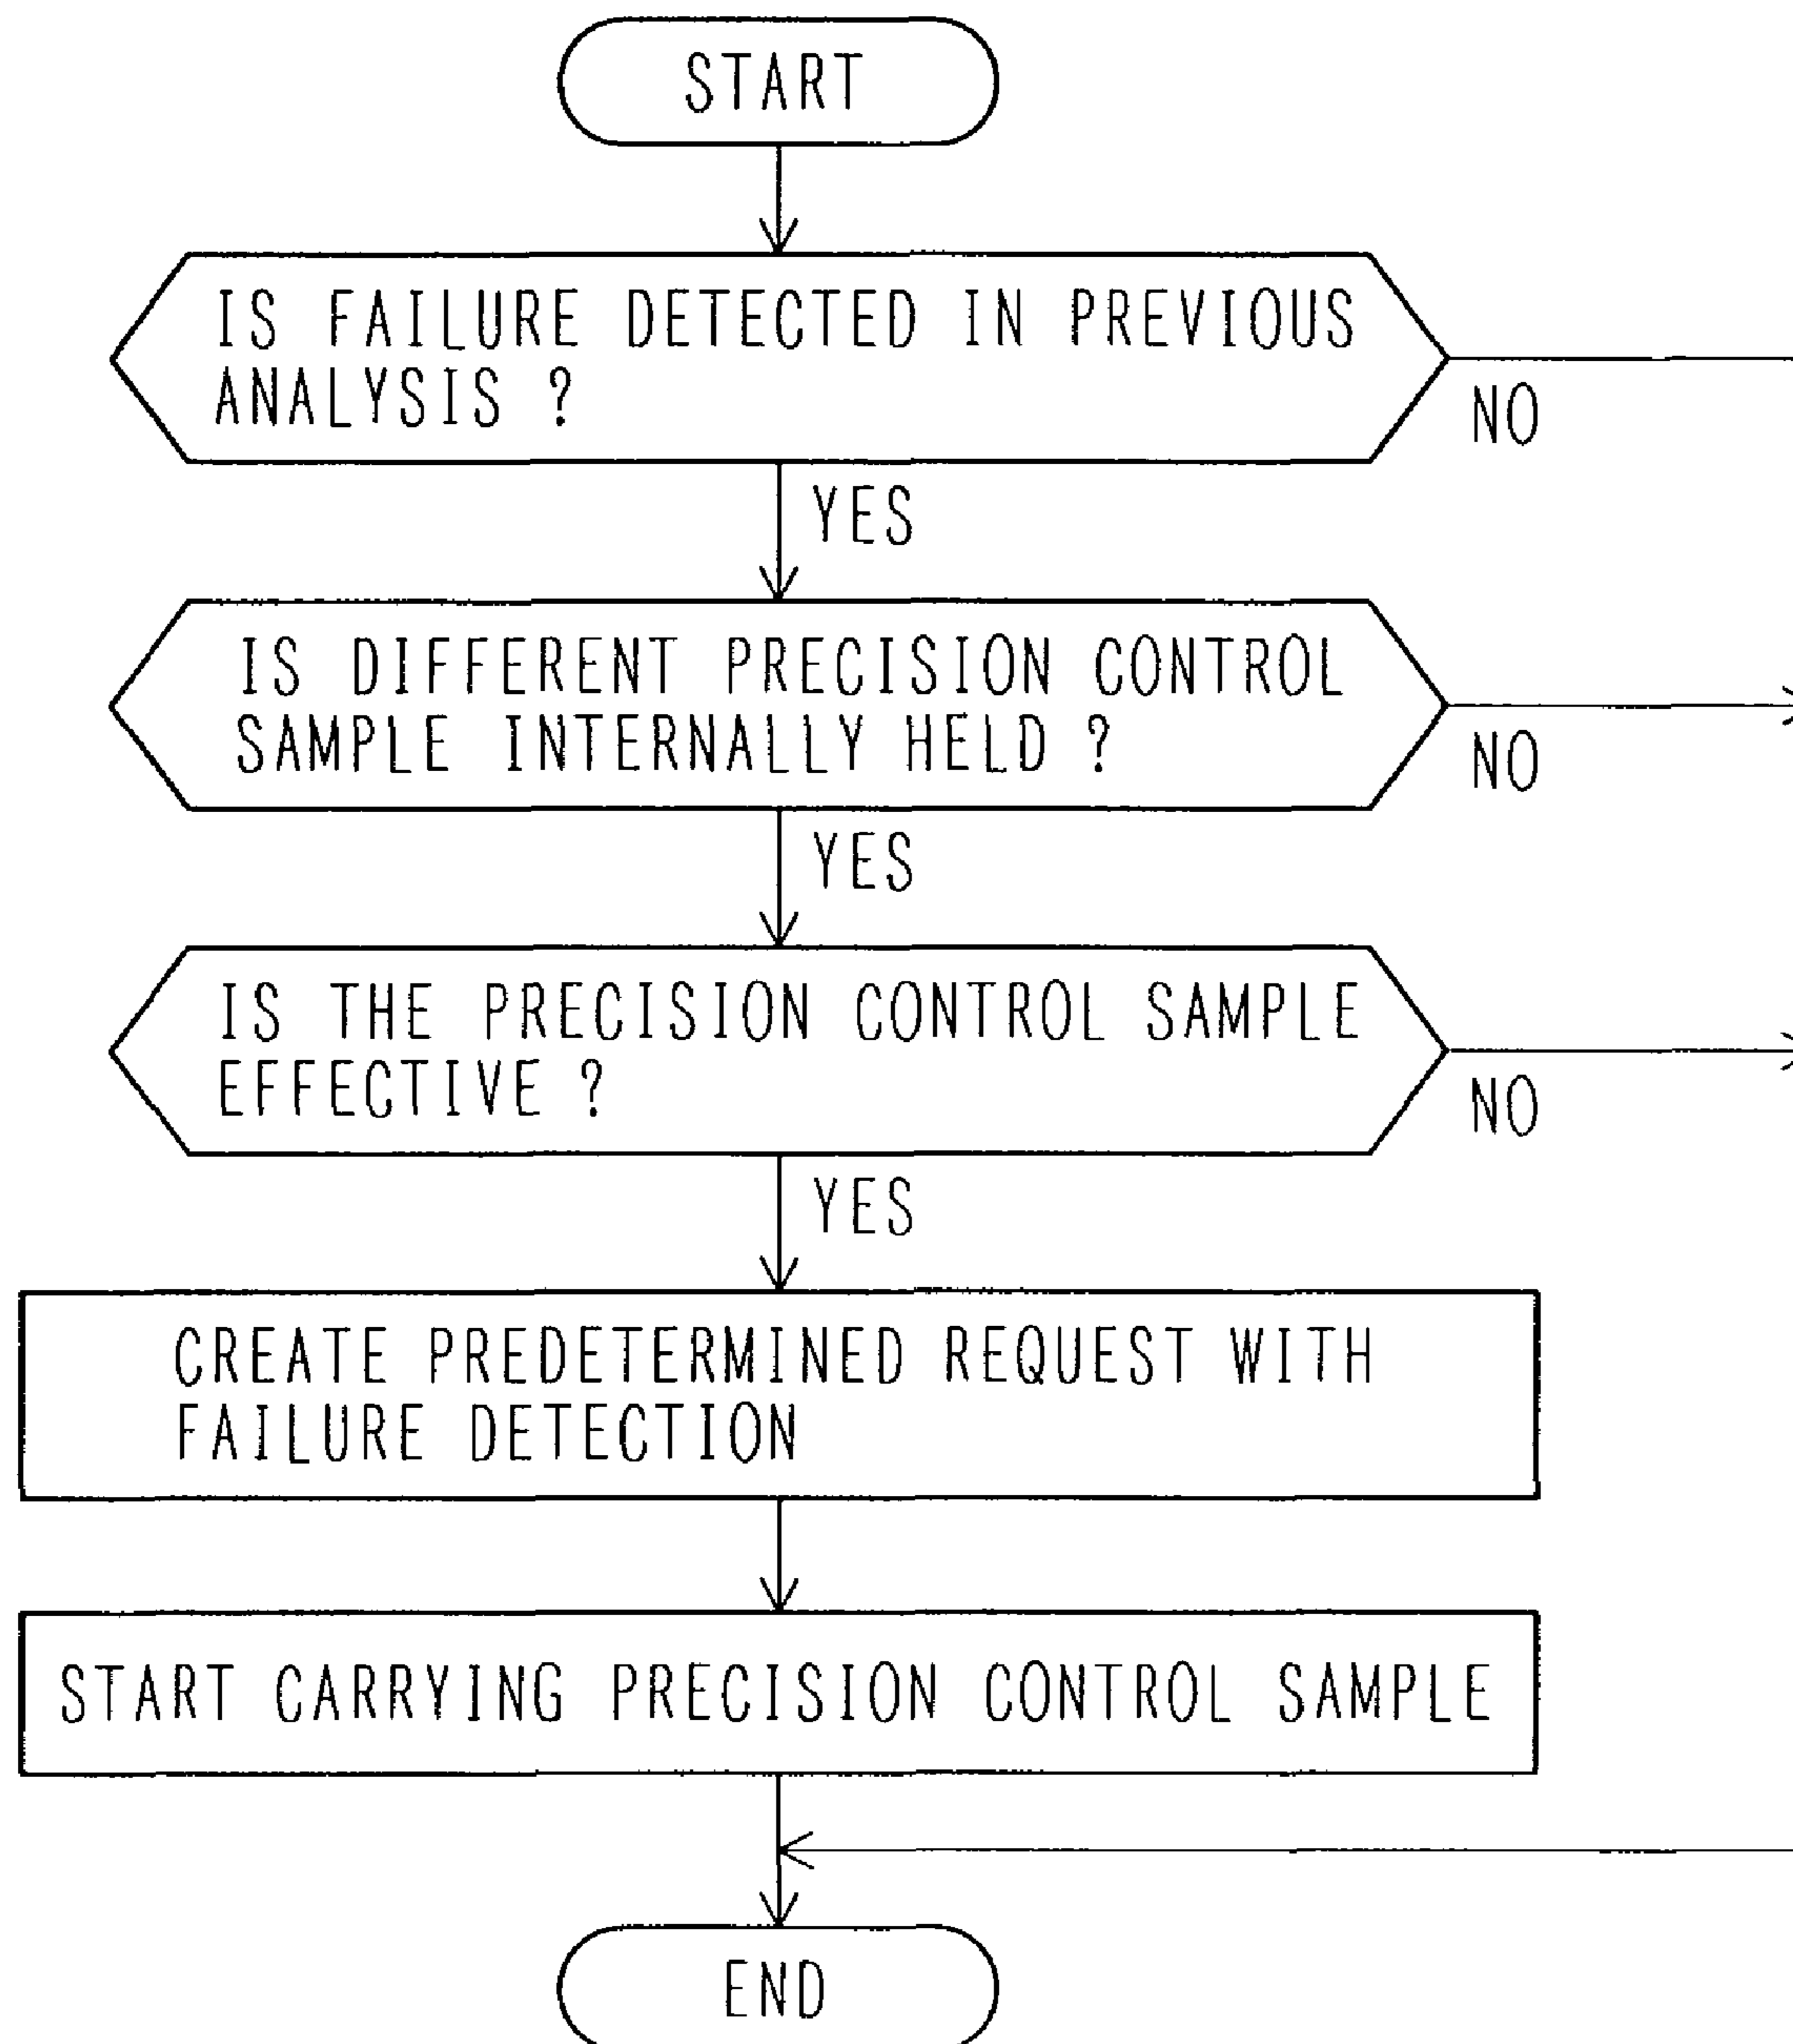 START
IS FAILURE DETECTED IN PREVIOUS
ANALYSIS ?
NO
YES
IS DIFFERENT PRECISION CONTROL
SAMPLE INTERNALLY HELD ?
NO
YES
IS THE PRECISION CONTROL SAMPLE
EFFECTIVE ?
NO
YES
CREATE PREDETERMINED REQUEST WITH
FAILURE DETECTION
START CARRYING PRECISION CONTROL SAMPLE
END